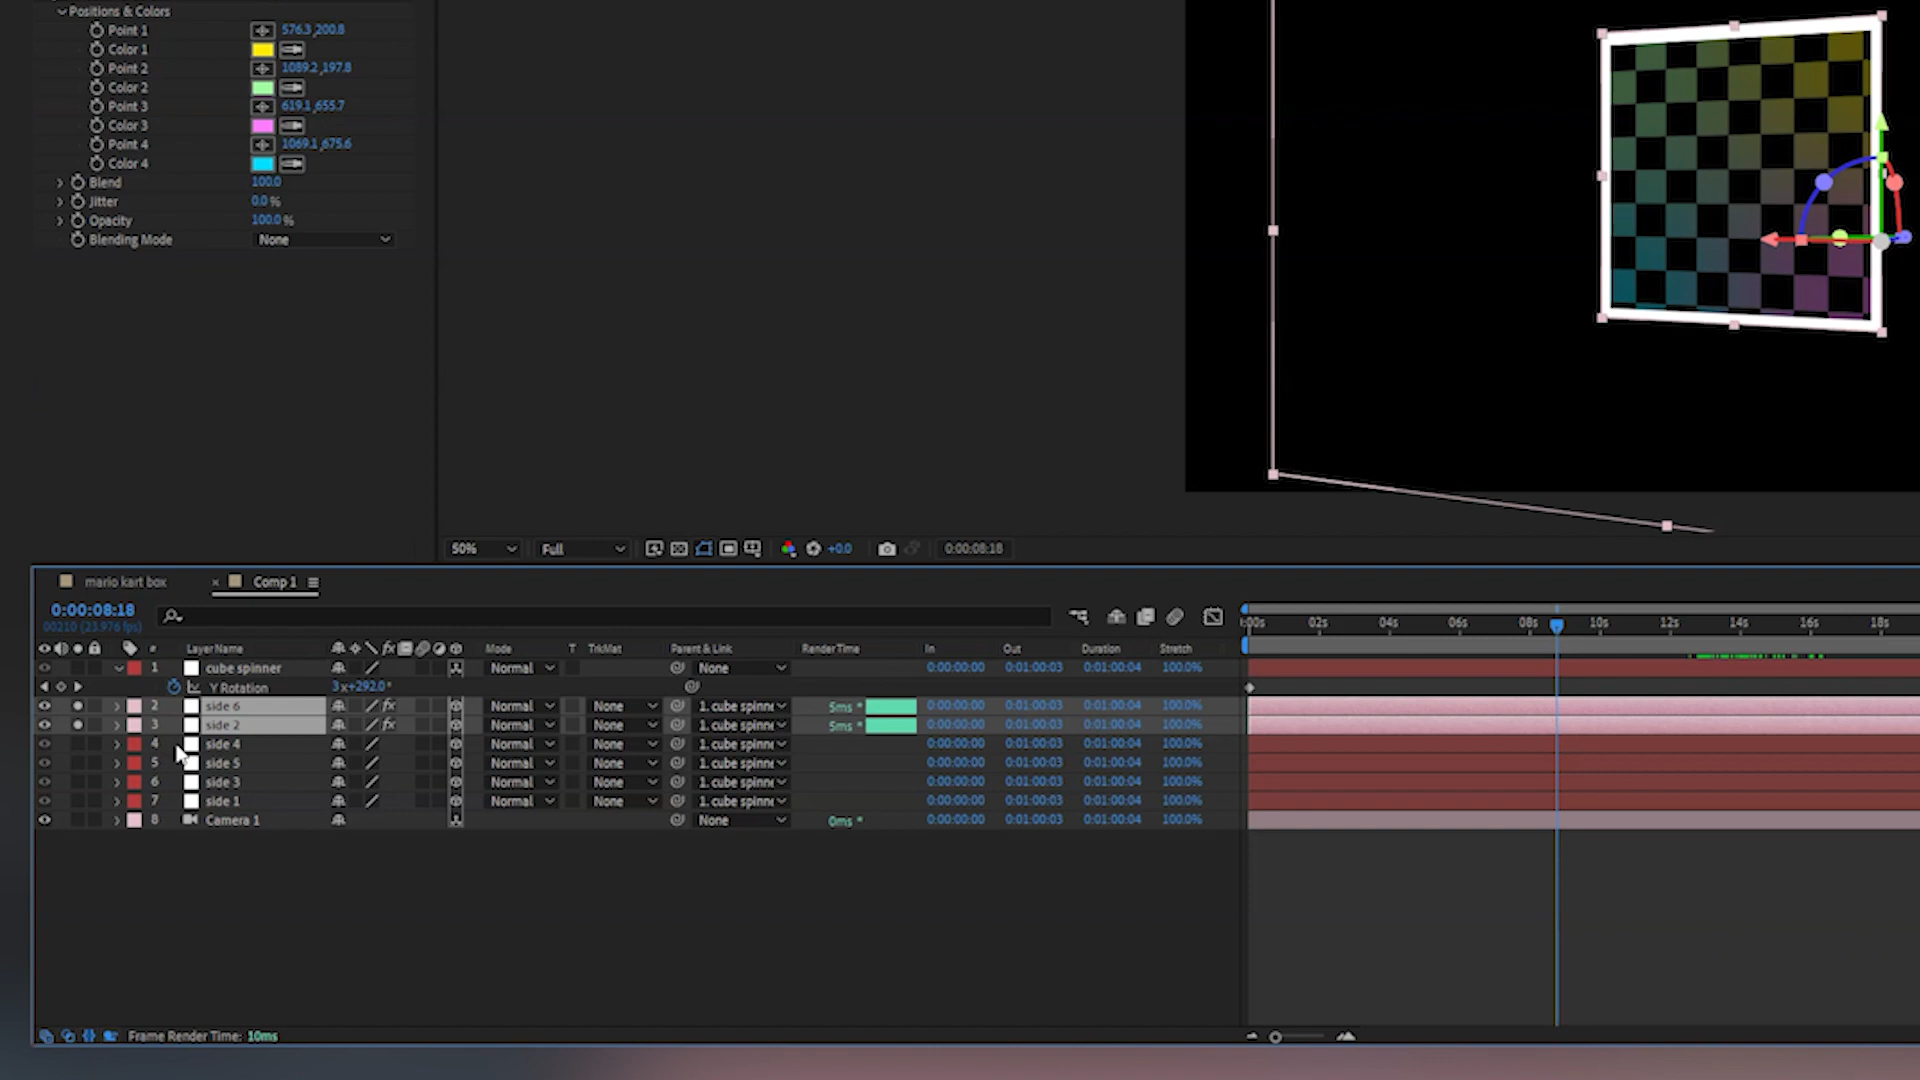 Positions & Colors
Point 1 576.3,200.8
Color 1
Point 2 1089.2,197.8
Color 2
Point 3 619.1,655.7
Color 3
Point 4 1069.1,675.6
Color 4
Blend 100.0
Jitter 0.0 %
Opacity 100.0 %
Blending Mode None
50% Full +0.0 0:00:08:18
mario kart box × Comp 1
0:00:08:18
00210 (23.976 fps)
:00s 02s 04s 06s 08s 10s 12s 14s 16s 18s
# Layer Name fx Mode T TrkMat Parent & Link Render Time In Out Duration Stretch
1 cube spinner Normal None 0:00:00:00 0:01:00:03 0:01:00:04 100.0%
Y Rotation 3x+292.0°
2 side 6 fx Normal None 1. cube spinne 5ms * 0:00:00:00 0:01:00:03 0:01:00:04 100.0%
3 side 2 fx Normal None 1. cube spinne 5ms * 0:00:00:00 0:01:00:03 0:01:00:04 100.0%
4 side 4 Normal None 1. cube spinne 0:00:00:00 0:01:00:03 0:01:00:04 100.0%
5 side 5 Normal None 1. cube spinne 0:00:00:00 0:01:00:03 0:01:00:04 100.0%
6 side 3 Normal None 1. cube spinne 0:00:00:00 0:01:00:03 0:01:00:04 100.0%
7 side 1 Normal None 1. cube spinne 0:00:00:00 0:01:00:03 0:01:00:04 100.0%
8 Camera 1 None 0ms * 0:00:00:00 0:01:00:03 0:01:00:04 100.0%
Frame Render Time: 10ms